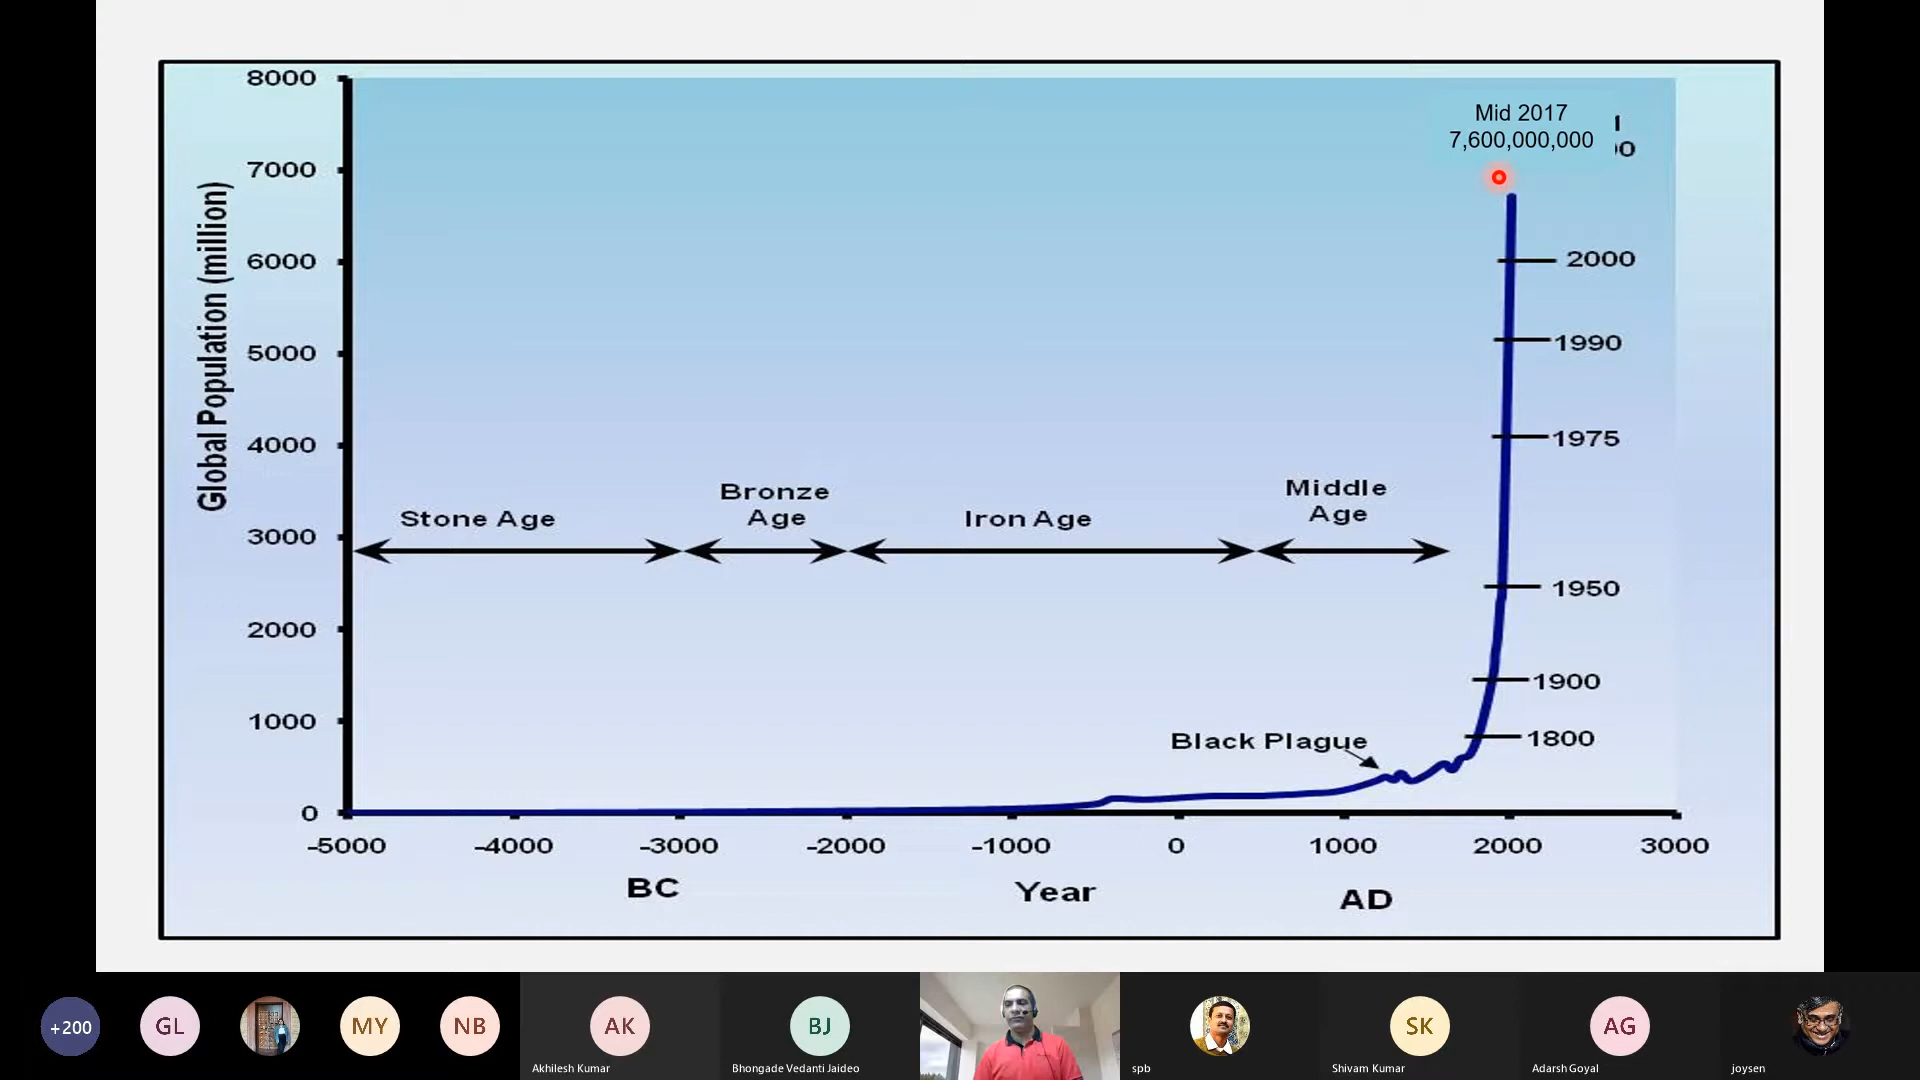 8000
Mid 2017
7,600,000,000
7000
Global Population (million)
6000
2000
5000
1990
4000
1975
Stone Age
Bronze
Age
Iron Age
Middle
Age
3000
1950
2000
1900
1000
Black Plague
1800
0
-5000 -4000 -3000 -2000 -1000 0 1000 2000 3000
BC Year AD
+200 GL MY NB AK BJ SK AG
Akhilesh Kumar Bhongade Vedanti Jaideo spb Shivam Kumar Adarsh Goyal joysen